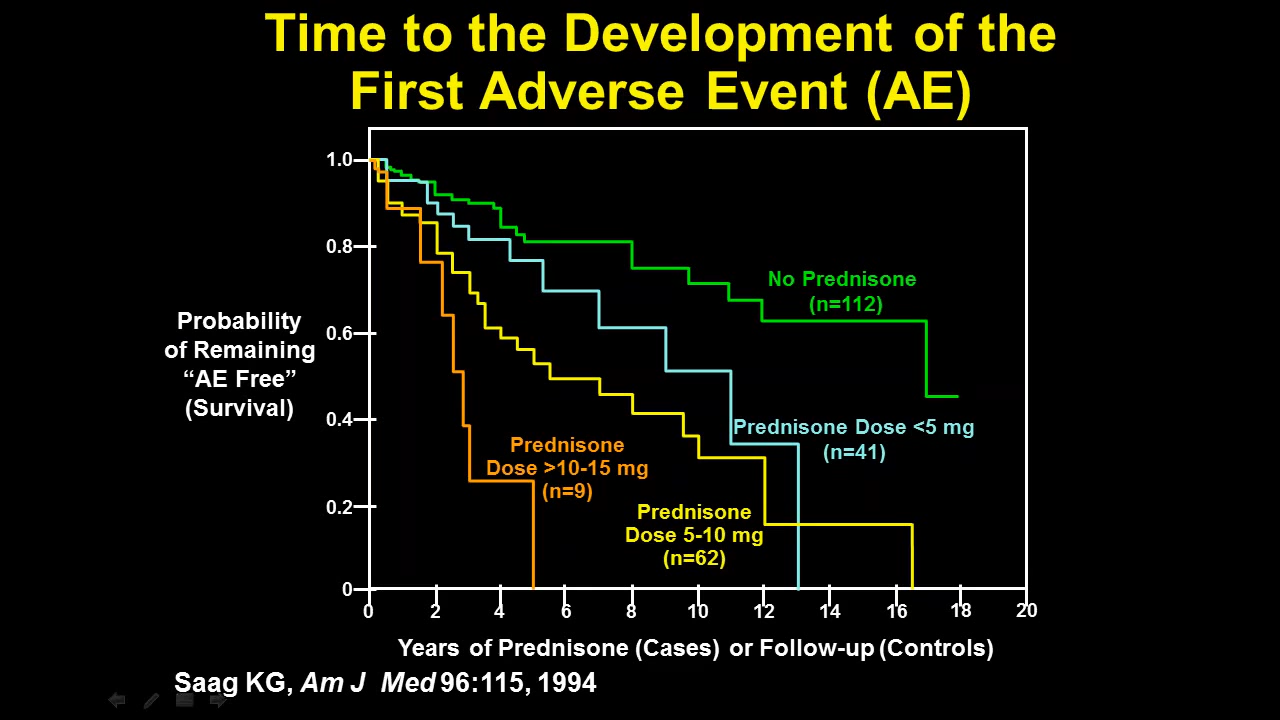 Time to the Development of the
First Adverse Event (AE)
1.0
0.8
0.6
0.4
0.2
0
Probability
of Remaining
“AE Free”
(Survival)
No Prednisone
(n=112)
Prednisone Dose <5 mg
(n=41)
Prednisone
Dose >10-15 mg
(n=9)
Prednisone
Dose 5-10 mg
(n=62)
0 2 4 6 8 10 12 14 16 18 20
Years of Prednisone (Cases) or Follow-up (Controls)
Saag KG, Am J Med 96:115, 1994